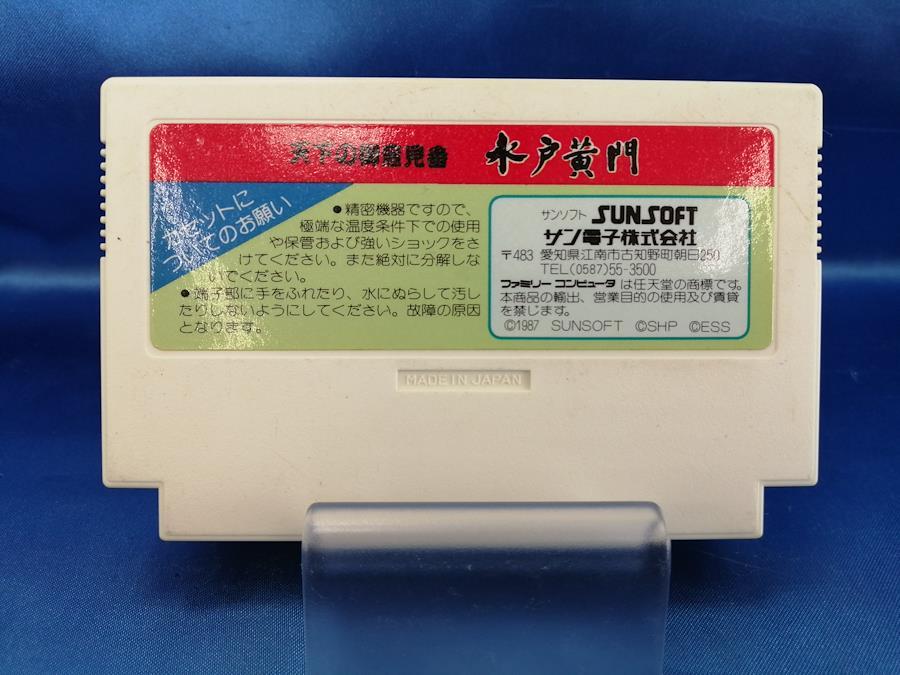 天下の御意見番 水戸黄門
カセットに
ついてのお願い
●精密機器ですので、
極端な温度条件下での使用
や保管および強いショックをさ
けてください。また絶対に分解しな
いでください。
●端子部に手をふれたり、水にぬらして汚し
たりしないようにしてください。故障の原因
となります。
サンソフト SUNSOFT
サン電子株式会社
〒483 愛知県江南市古知野町朝日250
TEL(0587)55-3500
ファミリーコンピュータ は任天堂の商標です。
本商品の輸出、営業目的の使用及び賃貸
を禁じます。
©1987 SUNSOFT ©SHP ©ESS
MADE IN JAPAN